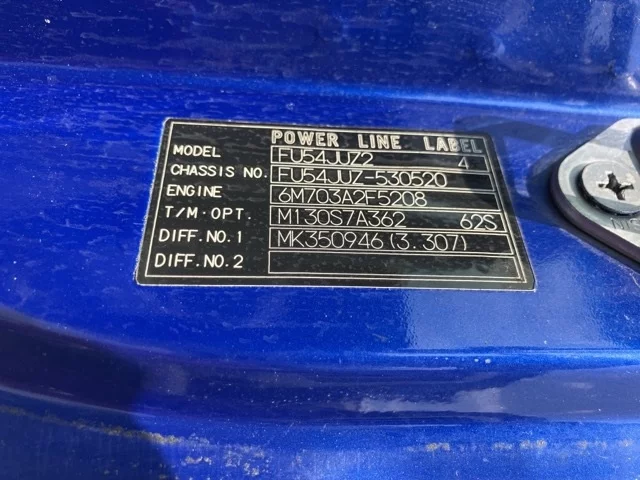 POWER LINE LABEL
MODEL FU54JUZ2 4
CHASSIS NO. FU54JUZ-530520
ENGINE 6M703A2F5208
T/M·OPT. M130S7A362 62S
DIFF.NO.1 MK350946(3.307)
DIFF.NO.2